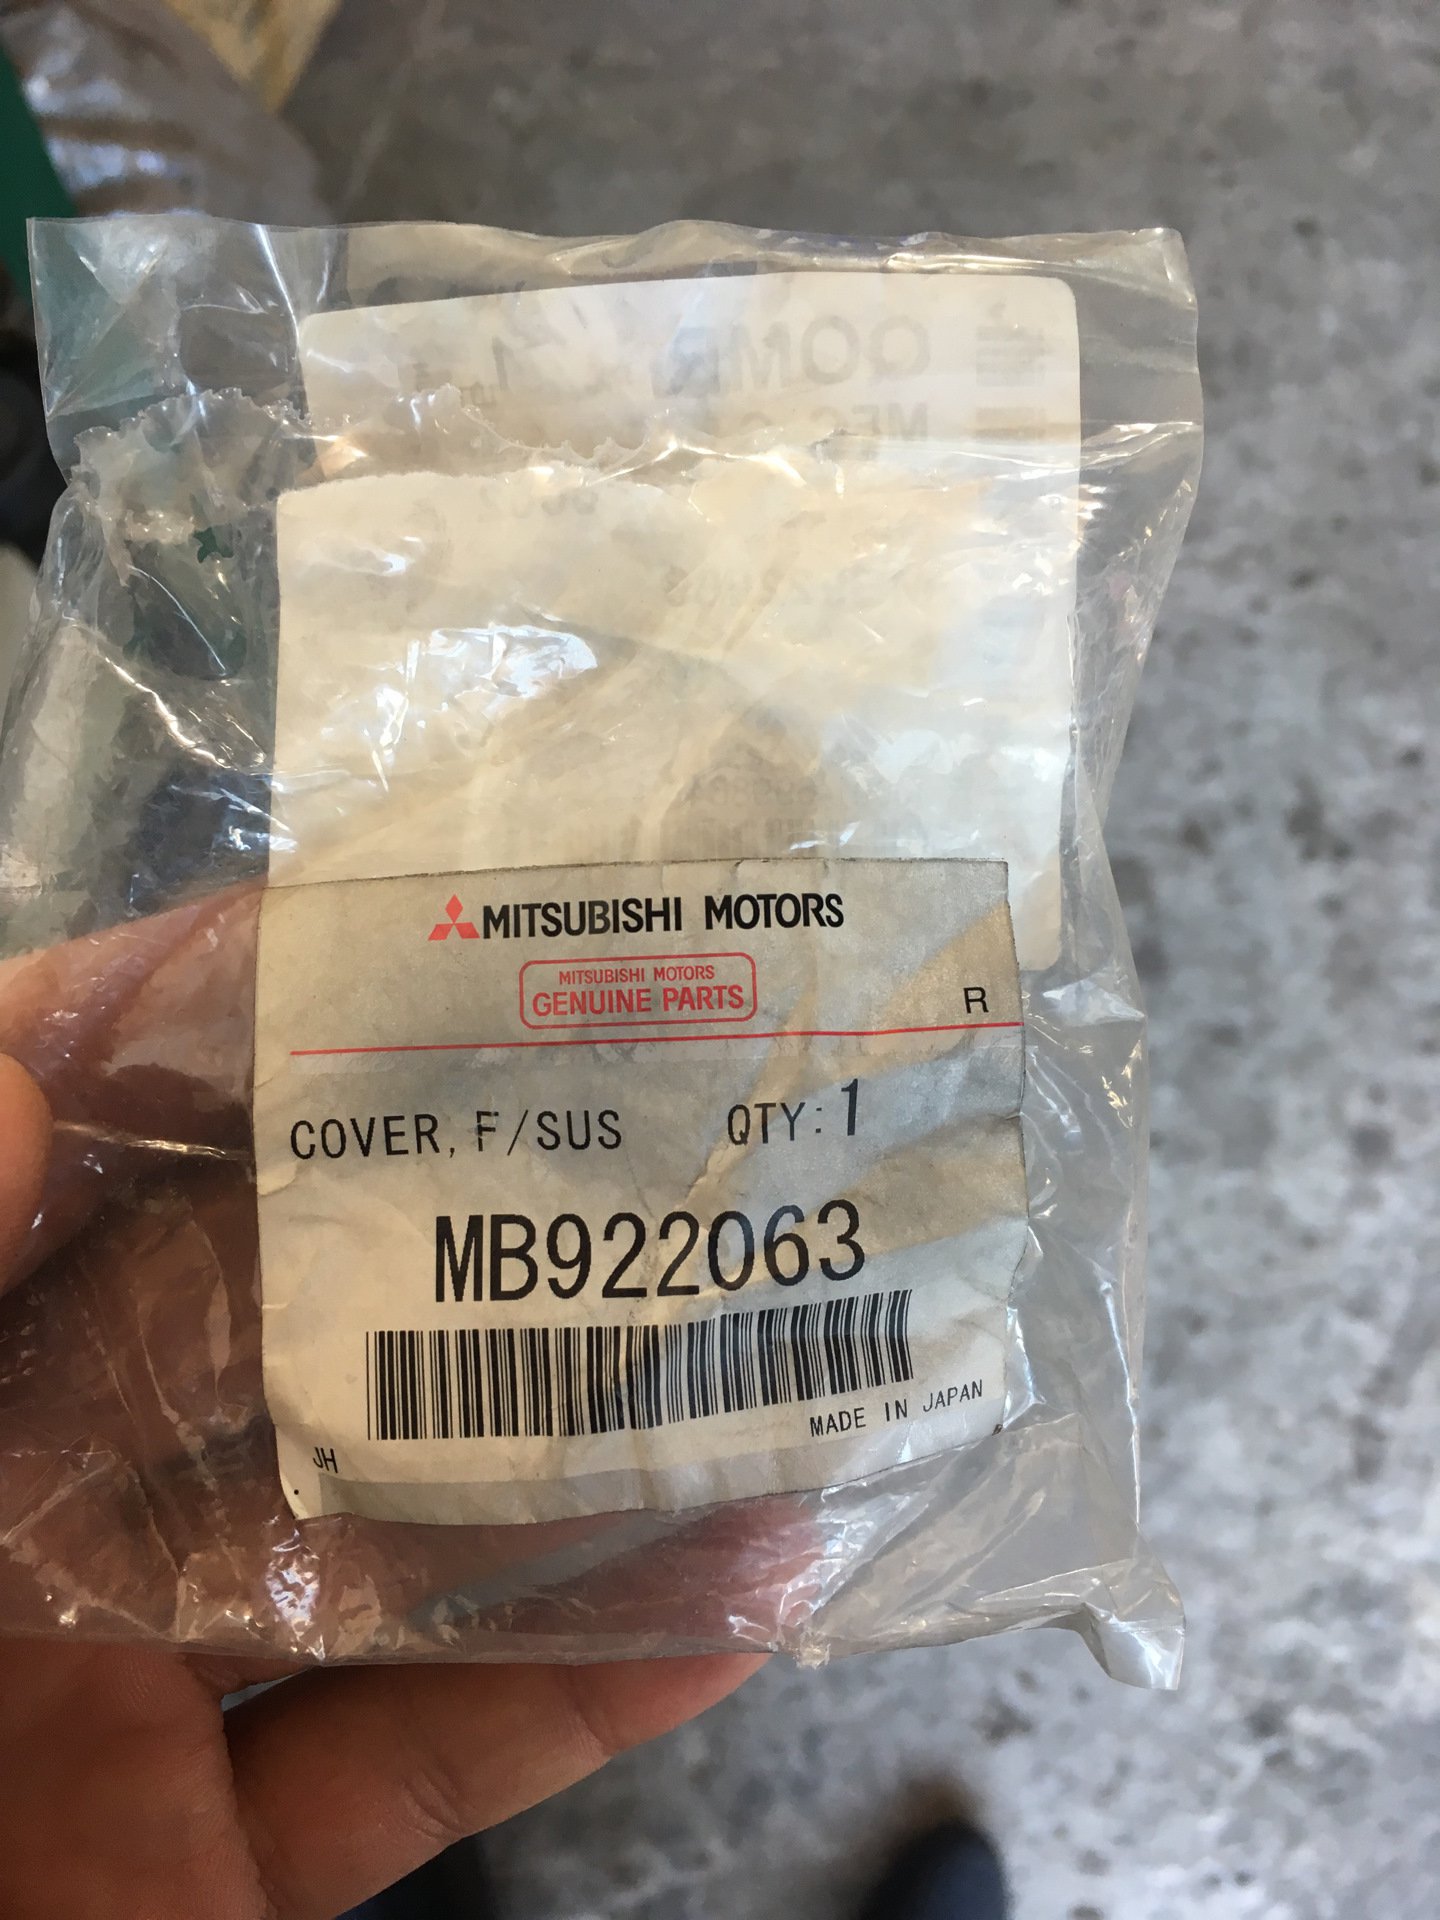 MITSUBISHI MOTORS
MITSUBISHI MOTORS
GENUINE PARTS
R
COVER, F/SUS QTY: 1
MB922063
MADE IN JAPAN
JH